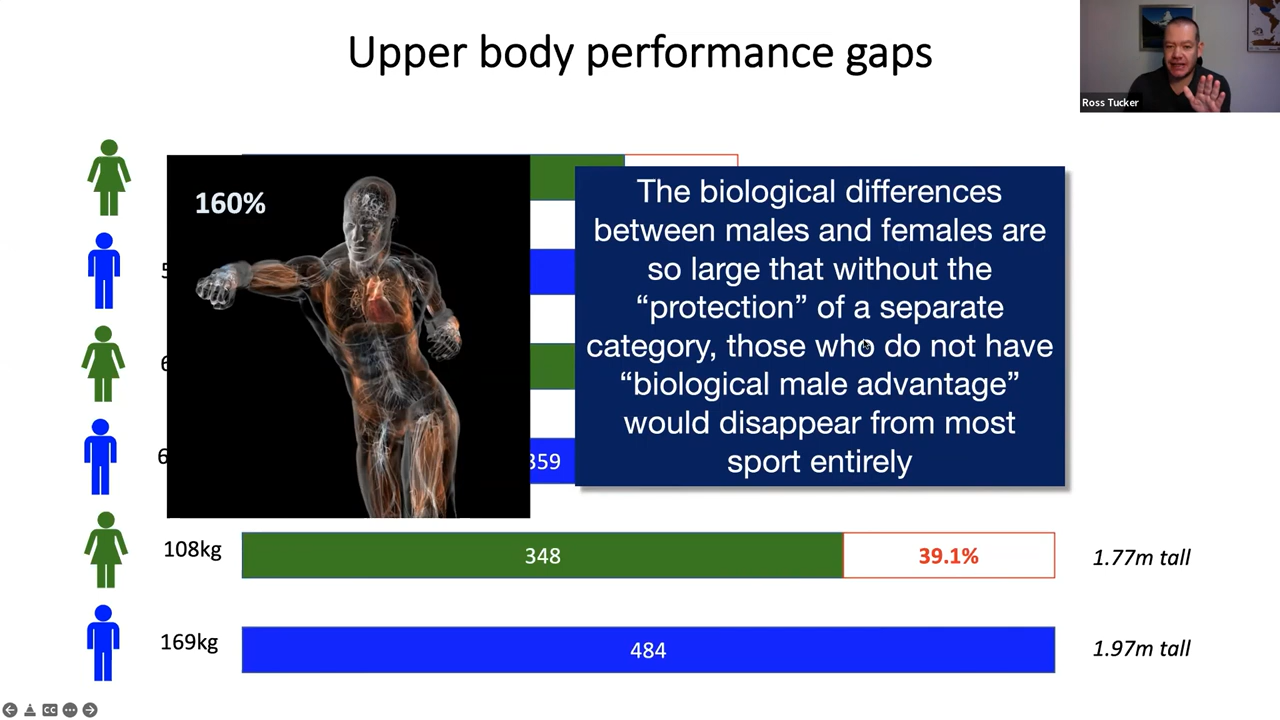 Upper body performance gaps
Ross Tucker
160%
The biological differences
between males and females are
so large that without the
“protection” of a separate
category, those who do not have
“biological male advantage”
would disappear from most
sport entirely
359
108kg 348 39.1% 1.77m tall
169kg 484 1.97m tall
CC